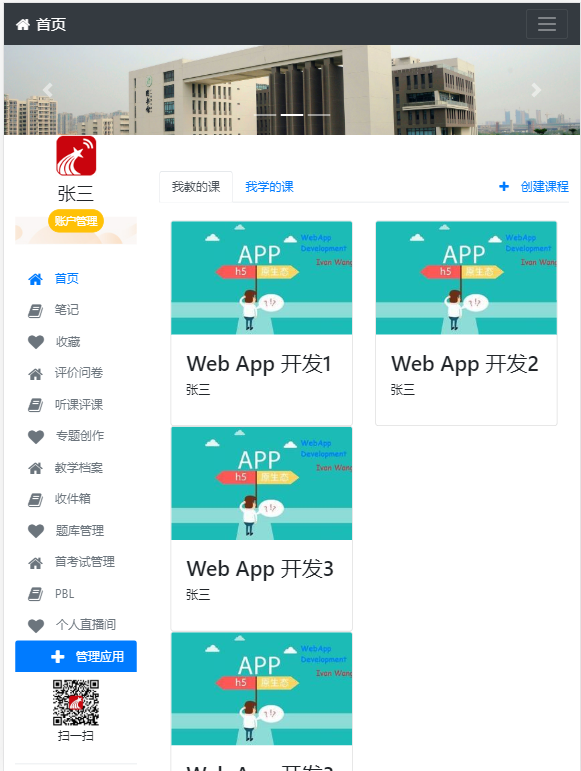 首页
张三
账户管理
首页
笔记
收藏
评价问卷
听课评课
专题创作
教学档案
收件箱
题库管理
首考试管理
PBL
个人直播间
管理应用
扫一扫
我教的课
我学的课
创建课程
WebApp
Development
APP
Ivan Wang
h5
原生态
Web App 开发1
张三
WebApp
Development
APP
Ivan Wang
h5
原生态
Web App 开发2
张三
WebApp
Development
APP
Ivan Wang
h5
原生态
Web App 开发3
张三
WebApp
Development
APP
Ivan Wang
h5
原生态